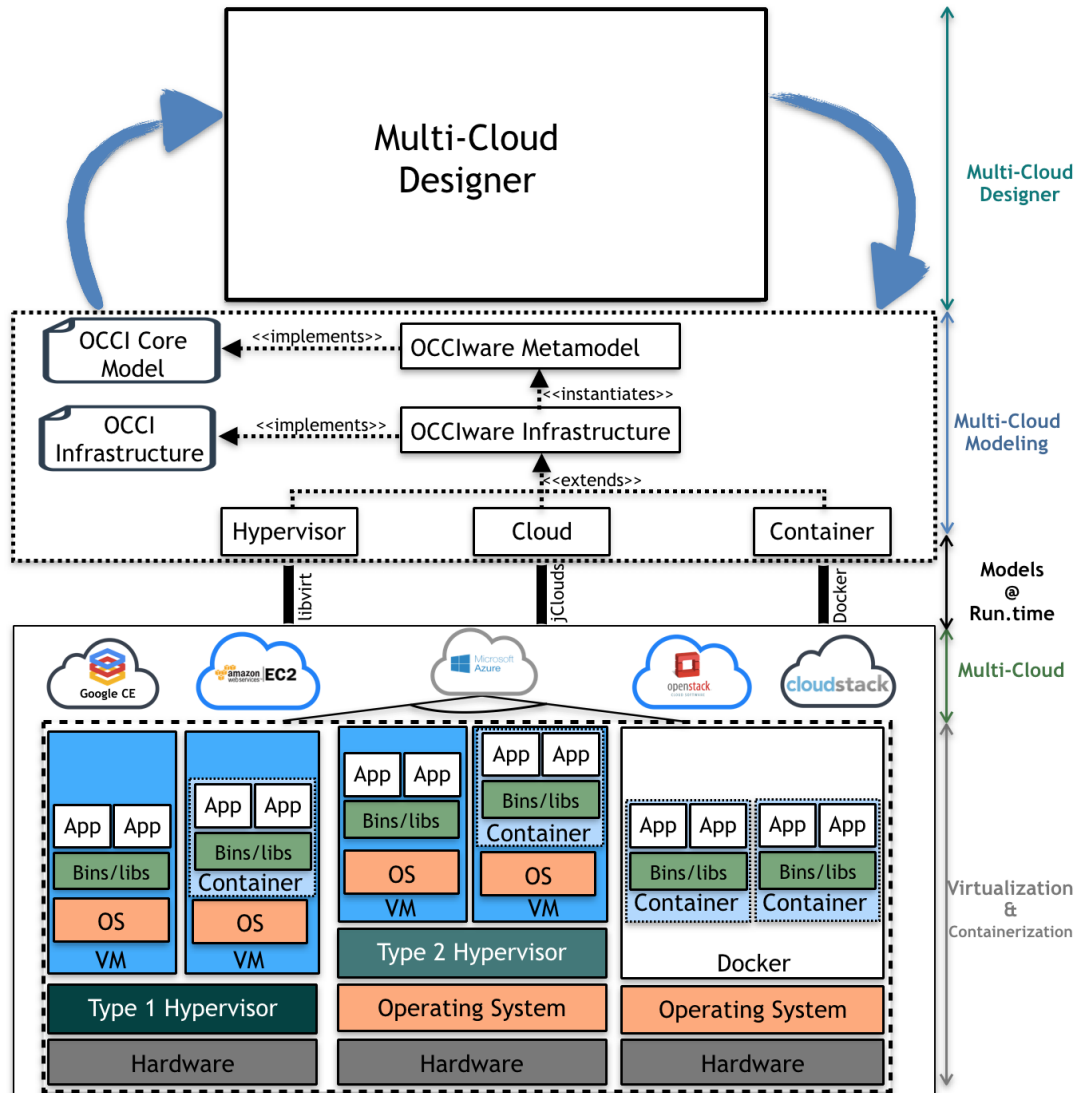 Multi-Cloud
Designer
Multi-Cloud
Designer
OCCI Core
Model
<<implements>>
OCCIware Metamodel
<<instantiates>>
OCCI
Infrastructure
<<implements>>
OCCIware Infrastructure
<<extends>>
Multi-Cloud
Modeling
Hypervisor
Cloud
Container
libvirt
jClouds
Docker
Models
@
Run.time
Google CE
amazon
webservices
EC2
Microsoft
Azure
openstack
CLOUD SOFTWARE
cloudstack
Multi-Cloud
App
App
Bins/libs
OS
VM
App
App
Bins/libs
Container
OS
VM
Type 1 Hypervisor
Hardware
App
App
Bins/libs
OS
VM
App
App
Bins/libs
Container
OS
VM
Type 2 Hypervisor
Operating System
Hardware
App
App
Bins/libs
Container
App
App
Bins/libs
Container
Docker
Operating System
Hardware
Virtualization
&
Containerization